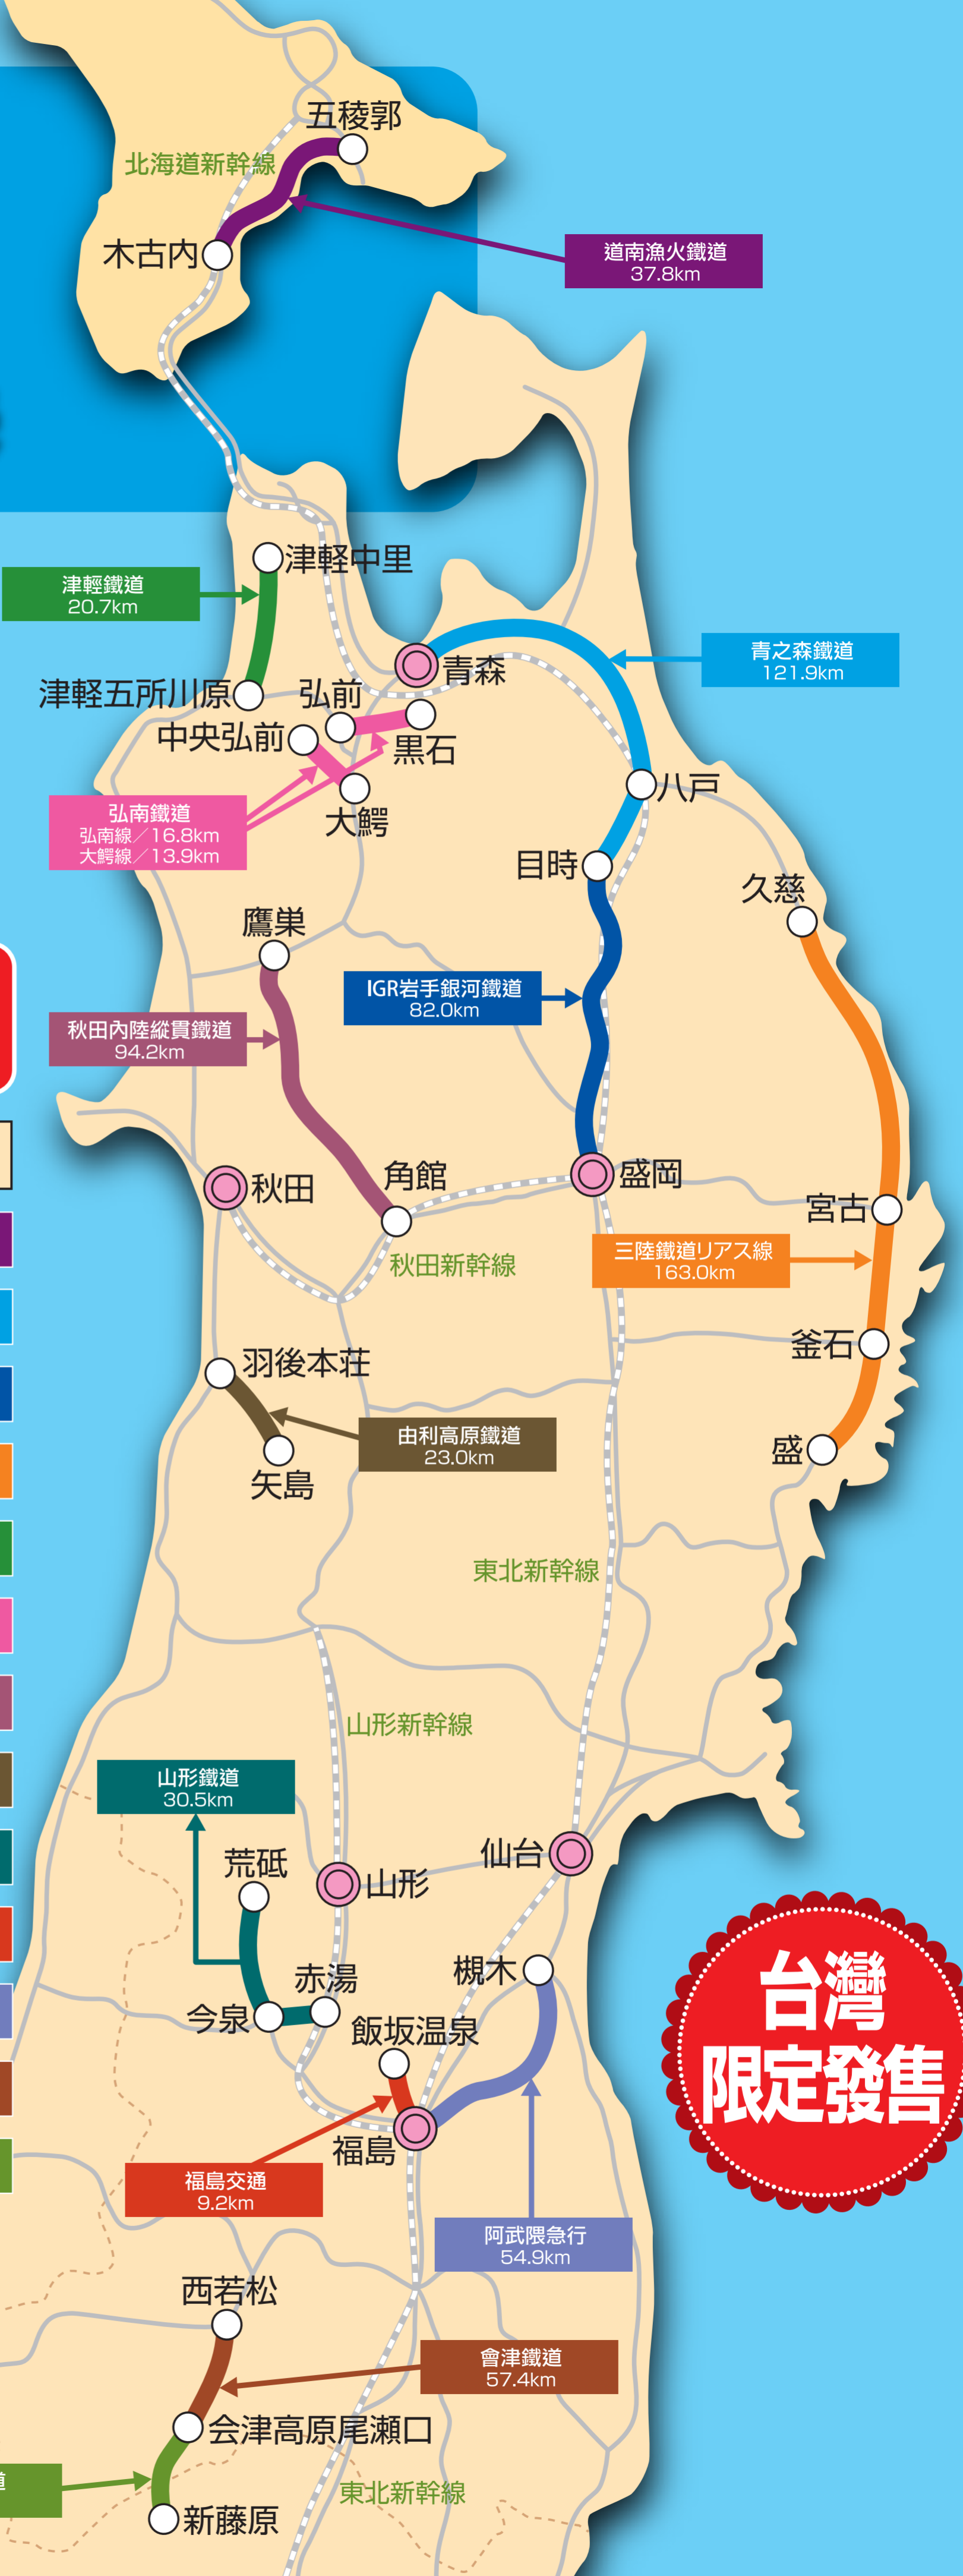 五稜郭
北海道新幹線
木古内
道南漁火鐵道
37.8km
津軽中里
津輕鐵道
20.7km
青之森鐵道
121.9km
青森
津軽五所川原
弘前
中央弘前
黒石
八戸
弘南鐵道
弘南線／16.8km
大鰐線／13.9km
大鰐
目時
久慈
鷹巣
IGR岩手銀河鐵道
82.0km
秋田內陸縱貫鐵道
94.2km
秋田
角館
盛岡
宮古
秋田新幹線
三陸鐵道リアス線
163.0km
釜石
羽後本荘
由利高原鐵道
23.0km
盛
矢島
東北新幹線
山形新幹線
山形鐵道
30.5km
仙台
荒砥
山形
台灣
限定發售
槻木
赤湯
今泉
飯坂温泉
福島
福島交通
9.2km
阿武隈急行
54.9km
西若松
會津鐵道
57.4km
会津高原尾瀬口
道
東北新幹線
新藤原